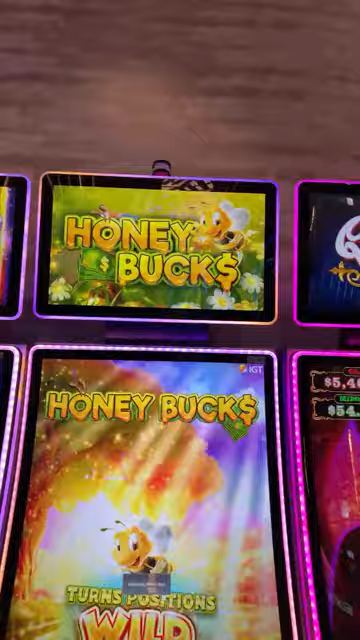 HONEY
BUCK$
IGT
HONEY BUCK$
TURNS POSITIONS
WILD